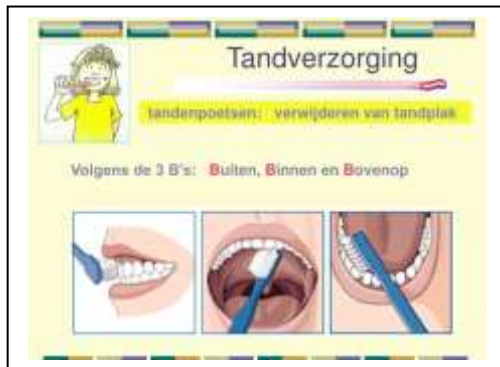 Tandverzorging
tandenpoetsen: verwijderen van tandplak
Volgens de 3 B's: Buiten, Binnen en Bovenop